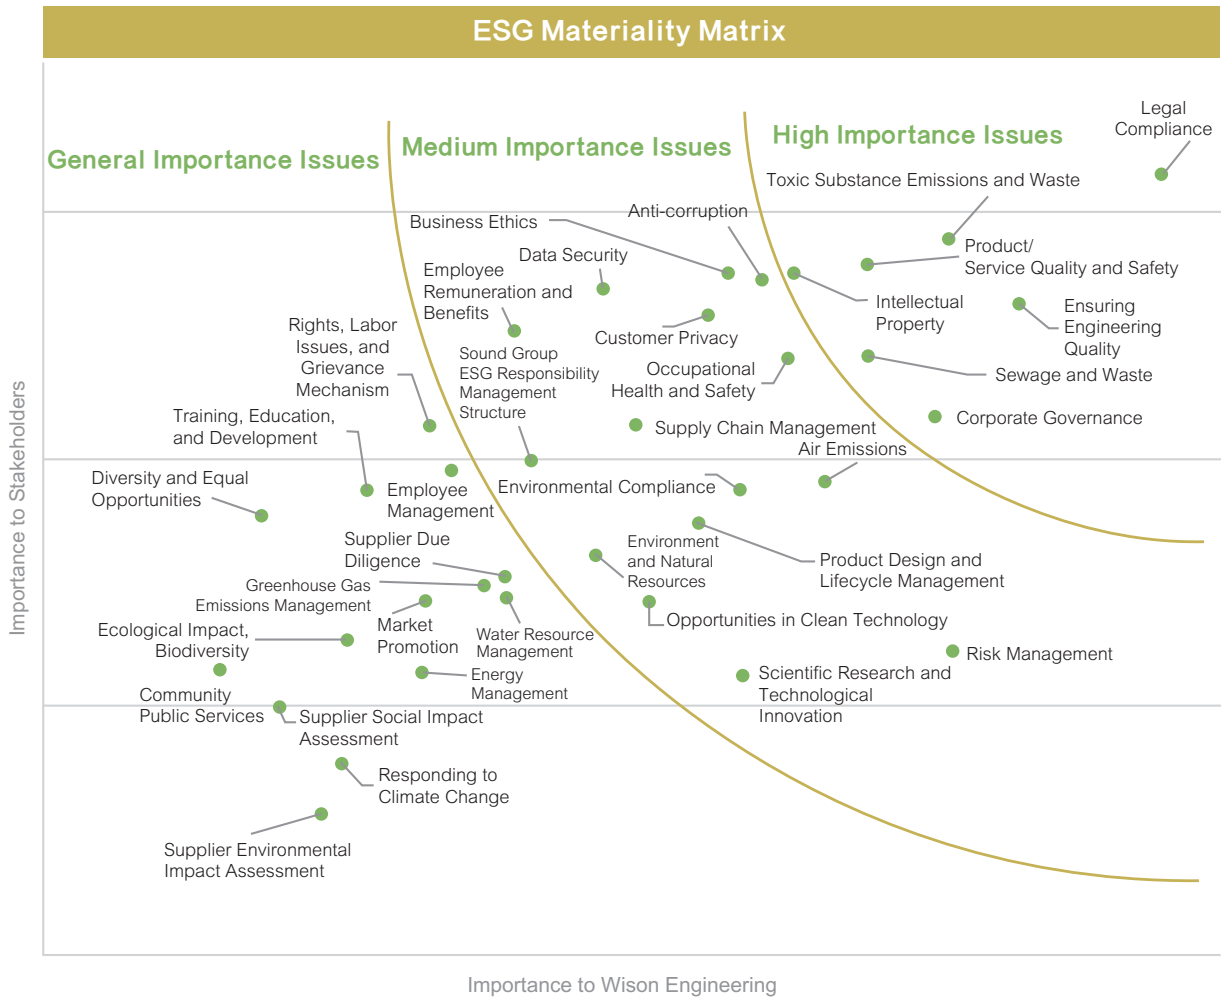 ESG Materiality Matrix
General Importance Issues
Medium Importance Issues
High Importance Issues
Legal
Compliance
Toxic Substance Emissions and Waste
Anti-corruption
Business Ethics
Product/
Service Quality and Safety
Data Security
Employee
Remuneration and
Benefits
Intellectual
Property
Ensuring
Engineering
Quality
Rights, Labor
Issues, and
Grievance
Mechanism
Customer Privacy
Sound Group
ESG Responsibility
Management
Structure
Occupational
Health and Safety
Sewage and Waste
Training, Education,
and Development
Supply Chain Management
Corporate Governance
Air Emissions
Diversity and Equal
Opportunities
Employee
Management
Environmental Compliance
Supplier Due
Diligence
Environment
and Natural
Resources
Product Design and
Lifecycle Management
Greenhouse Gas
Emissions Management
Market
Promotion
Water Resource
Management
Opportunities in Clean Technology
Ecological Impact,
Biodiversity
Energy
Management
Risk Management
Scientific Research and
Technological
Innovation
Community
Public Services
Supplier Social Impact
Assessment
Responding to
Climate Change
Supplier Environmental
Impact Assessment
Importance to Stakeholders
Importance to Wison Engineering